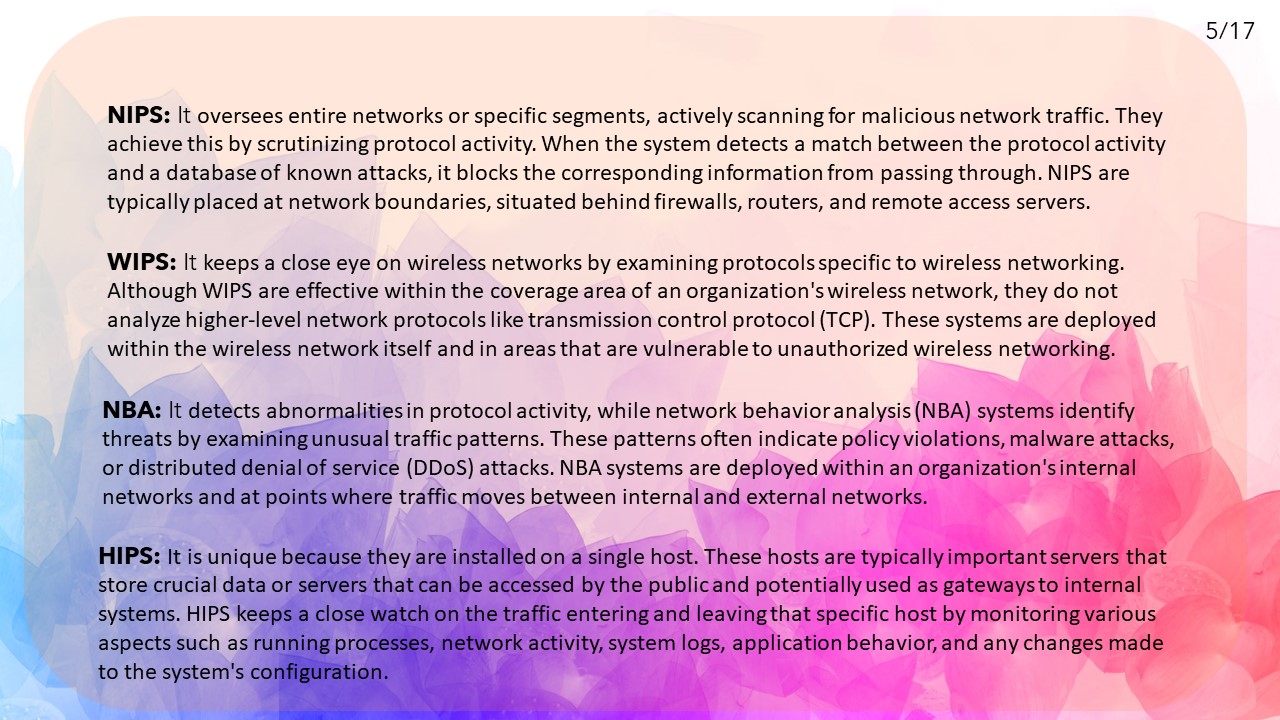 5/17
NIPS: It oversees entire networks or specific segments, actively scanning for malicious network traffic. They
achieve this by scrutinizing protocol activity. When the system detects a match between the protocol activity
and a database of known attacks, it blocks the corresponding information from passing through. NIPS are
typically placed at network boundaries, situated behind firewalls, routers, and remote access servers.
WIPS: It keeps a close eye on wireless networks by examining protocols specific to wireless networking.
Although WIPS are effective within the coverage area of an organization's wireless network, they do not
analyze higher-level network protocols like transmission control protocol (TCP). These systems are deployed
within the wireless network itself and in areas that are vulnerable to unauthorized wireless networking.
NBA: It detects abnormalities in protocol activity, while network behavior analysis (NBA) systems identify
threats by examining unusual traffic patterns. These patterns often indicate policy violations, malware attacks,
or distributed denial of service (DDoS) attacks. NBA systems are deployed within an organization's internal
networks and at points where traffic moves between internal and external networks.
HIPS: It is unique because they are installed on a single host. These hosts are typically important servers that
store crucial data or servers that can be accessed by the public and potentially used as gateways to internal
systems. HIPS keeps a close watch on the traffic entering and leaving that specific host by monitoring various
aspects such as running processes, network activity, system logs, application behavior, and any changes made
to the system's configuration.